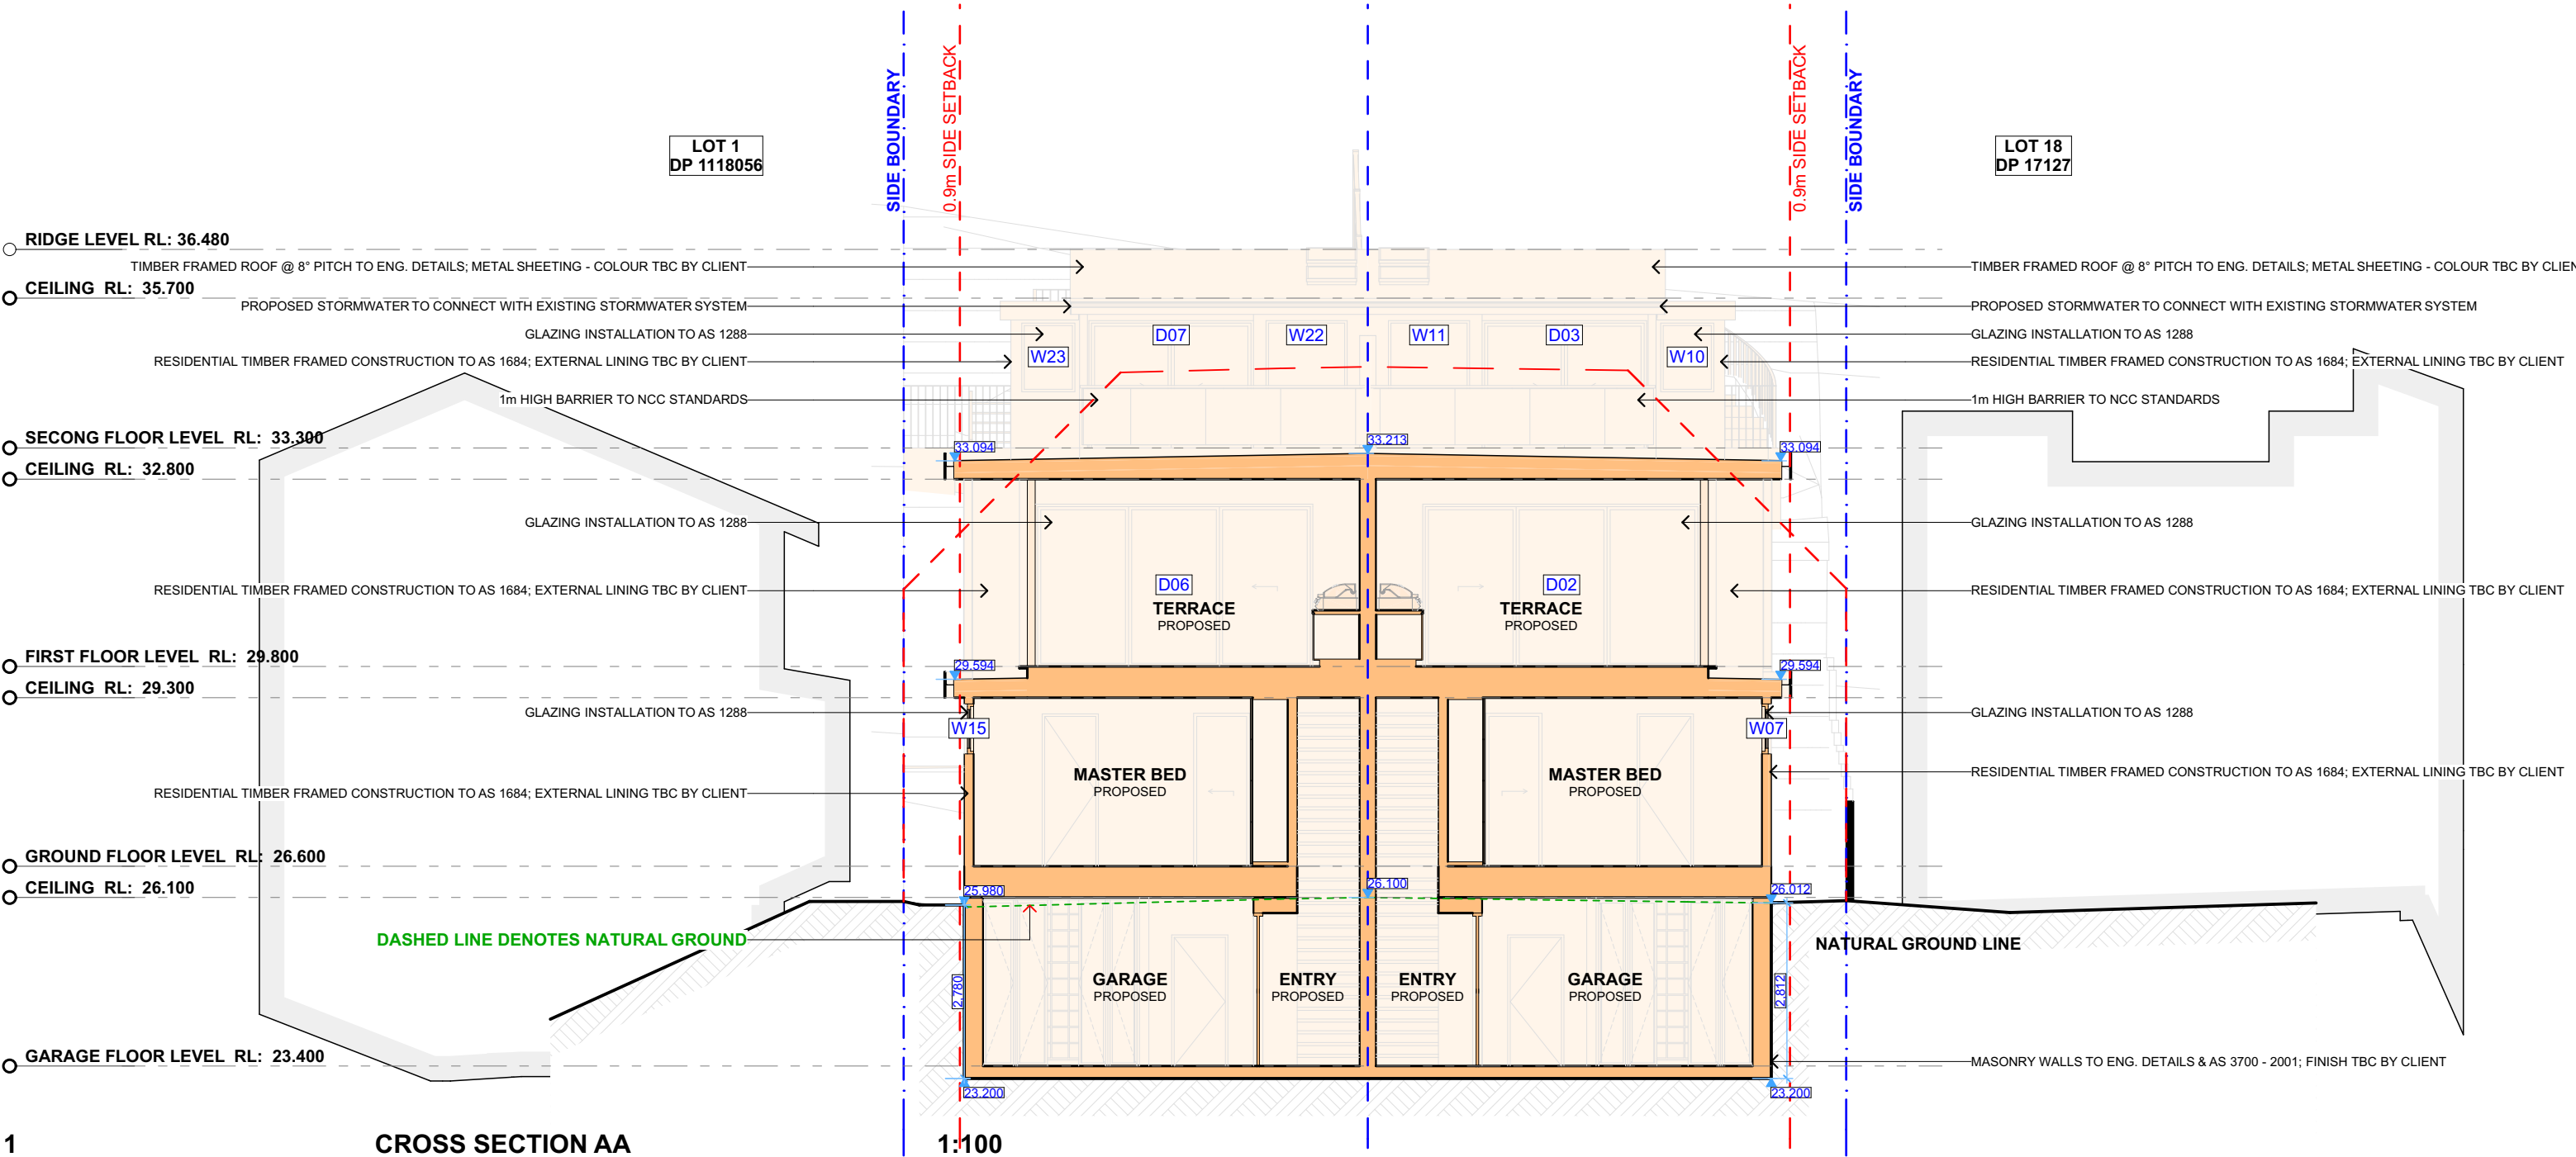 SIDE BOUNDARY
0.9m SIDE SETBACK
0.9m SIDE SETBACK
SIDE BOUNDARY
LOT 1
DP 1118056
LOT 18
DP 17127
RIDGE LEVEL RL: 36.480
TIMBER FRAMED ROOF @ 8° PITCH TO ENG. DETAILS; METAL SHEETING - COLOUR TBC BY CLIENT
TIMBER FRAMED ROOF @ 8° PITCH TO ENG. DETAILS; METAL SHEETING - COLOUR TBC BY CLIEN
CEILING RL: 35.700
PROPOSED STORMWATER TO CONNECT WITH EXISTING STORMWATER SYSTEM
PROPOSED STORMWATER TO CONNECT WITH EXISTING STORMWATER SYSTEM
GLAZING INSTALLATION TO AS 1288
W23
D07
W22
W11
D03
W10
GLAZING INSTALLATION TO AS 1288
RESIDENTIAL TIMBER FRAMED CONSTRUCTION TO AS 1684; EXTERNAL LINING TBC BY CLIENT
RESIDENTIAL TIMBER FRAMED CONSTRUCTION TO AS 1684; EXTERNAL LINING TBC BY CLIENT
1m HIGH BARRIER TO NCC STANDARDS
1m HIGH BARRIER TO NCC STANDARDS
SECONG FLOOR LEVEL RL: 33.300
33.094
33.213
33.094
CEILING RL: 32.800
GLAZING INSTALLATION TO AS 1288
GLAZING INSTALLATION TO AS 1288
RESIDENTIAL TIMBER FRAMED CONSTRUCTION TO AS 1684; EXTERNAL LINING TBC BY CLIENT
D06
TERRACE
PROPOSED
D02
TERRACE
PROPOSED
RESIDENTIAL TIMBER FRAMED CONSTRUCTION TO AS 1684; EXTERNAL LINING TBC BY CLIENT
FIRST FLOOR LEVEL RL: 29.800
29.594
29.594
CEILING RL: 29.300
GLAZING INSTALLATION TO AS 1288
W15
W07
GLAZING INSTALLATION TO AS 1288
RESIDENTIAL TIMBER FRAMED CONSTRUCTION TO AS 1684; EXTERNAL LINING TBC BY CLIENT
MASTER BED
PROPOSED
MASTER BED
PROPOSED
RESIDENTIAL TIMBER FRAMED CONSTRUCTION TO AS 1684; EXTERNAL LINING TBC BY CLIENT
GROUND FLOOR LEVEL RL: 26.600
CEILING RL: 26.100
25.980
26.100
26.012
DASHED LINE DENOTES NATURAL GROUND
NATURAL GROUND LINE
2.780
GARAGE
PROPOSED
ENTRY
PROPOSED
ENTRY
PROPOSED
GARAGE
PROPOSED
2.812
GARAGE FLOOR LEVEL RL: 23.400
MASONRY WALLS TO ENG. DETAILS & AS 3700 - 2001; FINISH TBC BY CLIENT
23.200
23.200
1
CROSS SECTION AA
1:100